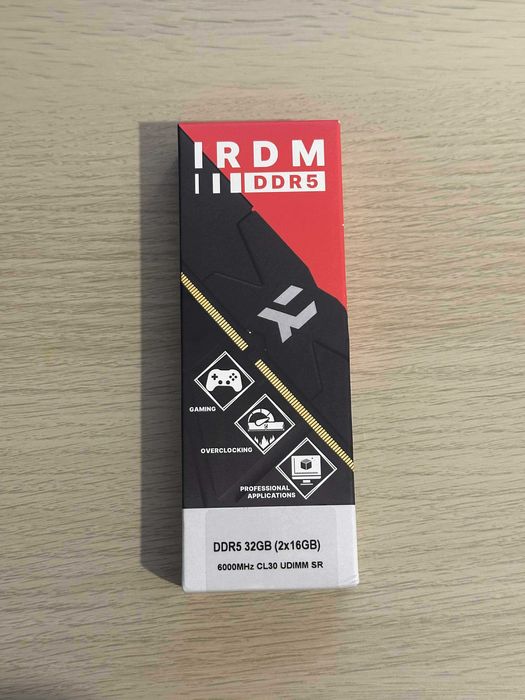 IRDM
DDR5
GAMING
OVERCLOCKING
PROFESSIONAL
APPLICATIONS
DDR5 32GB (2x16GB)
6000MHz CL30 UDIMM SR